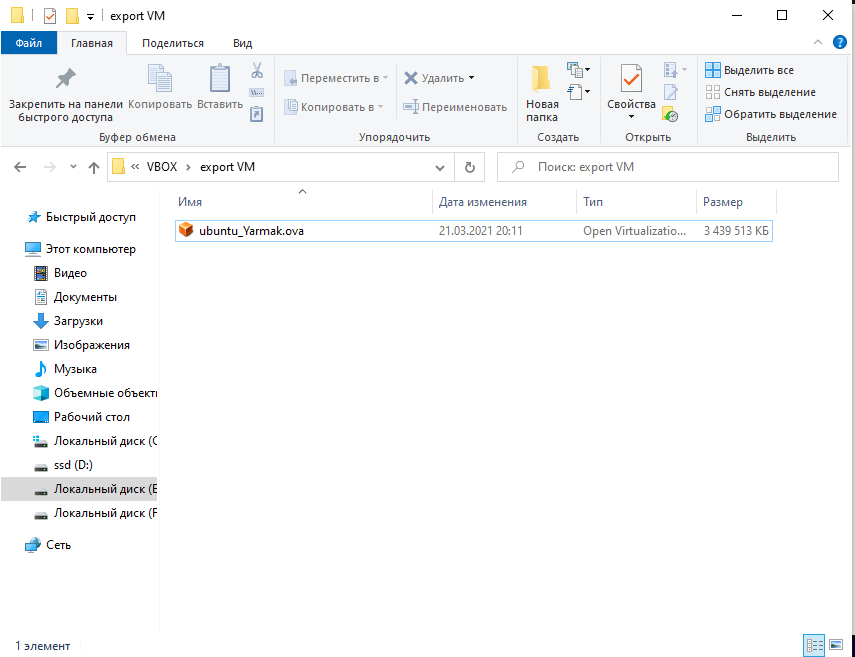 export VM
Файл Главная Поделиться Вид
Закрепить на панели быстрого доступа
Копировать
Вставить
Переместить в
Копировать в
Удалить
Переименовать
Новая папка
Свойства
Выделить все
Снять выделение
Обратить выделение
Буфер обмена Упорядочить Создать Открыть Выделить
« VBOX › export VM
Поиск: export VM
Имя Дата изменения Тип Размер
ubuntu_Yarmak.ova 21.03.2021 20:11 Open Virtualizatio... 3 439 513 КБ
Быстрый доступ
Этот компьютер
Видео
Документы
Загрузки
Изображения
Музыка
Объемные объекты
Рабочий стол
Локальный диск (C
ssd (D:)
Локальный диск (E
Локальный диск (F
Сеть
1 элемент